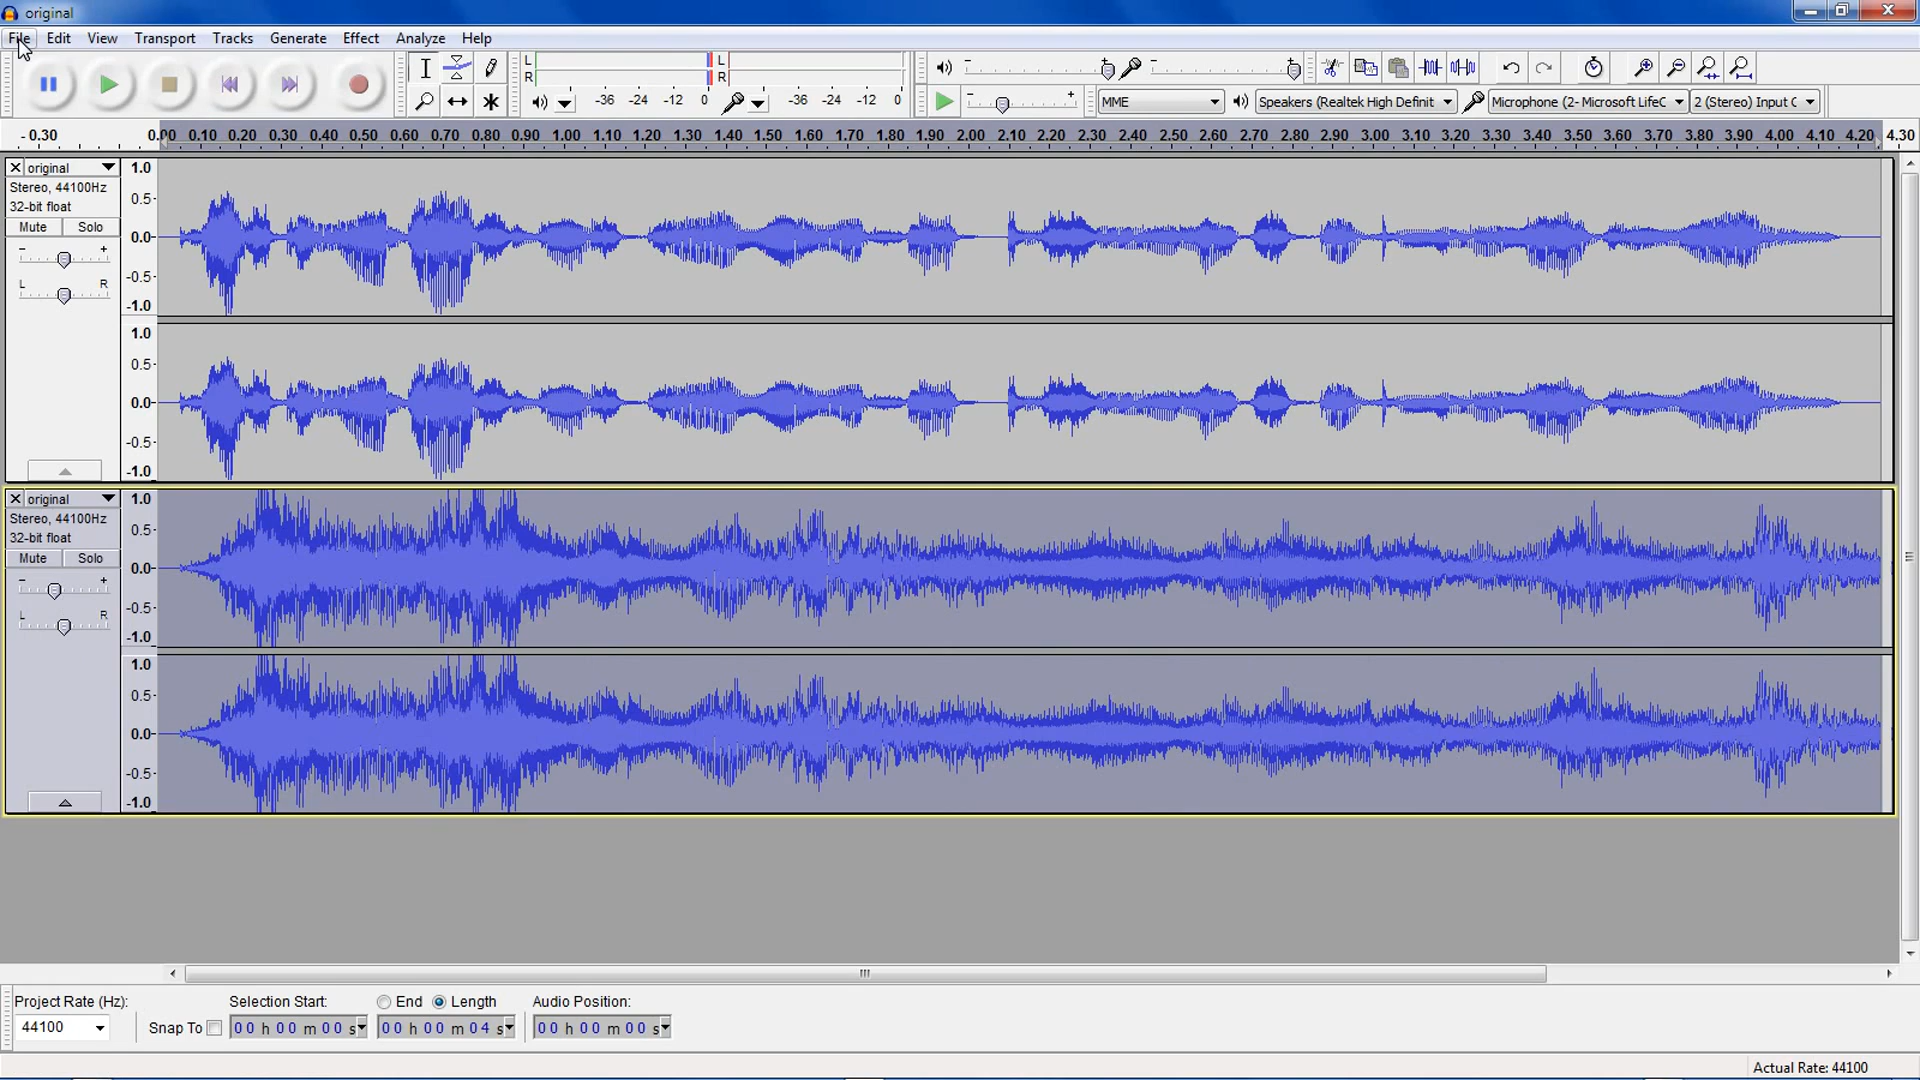 original
File Edit View Transport Tracks Generate Effect Analyze Help
L L
R R
-36 -24 -12 0 -36 -24 -12 0
MME Speakers (Realtek High Definit Microphone (2- Microsoft LifeC 2 (Stereo) Input C
- 0.30 0.00 0.10 0.20 0.30 0.40 0.50 0.60 0.70 0.80 0.90 1.00 1.10 1.20 1.30 1.40 1.50 1.60 1.70 1.80 1.90 2.00 2.10 2.20 2.30 2.40 2.50 2.60 2.70 2.80 2.90 3.00 3.10 3.20 3.30 3.40 3.50 3.60 3.70 3.80 3.90 4.00 4.10 4.20 4.30
original
Stereo, 44100Hz
32-bit float
Mute Solo
- +
L R
1.0
0.5
0.0
-0.5
-1.0
1.0
0.5
0.0
-0.5
-1.0
original
Stereo, 44100Hz
32-bit float
Mute Solo
- +
L R
1.0
0.5
0.0
-0.5
-1.0
1.0
0.5
0.0
-0.5
-1.0
Project Rate (Hz): Selection Start: End Length Audio Position:
44100 Snap To 00 h 00 m 00 s 00 h 00 m 04 s 00 h 00 m 00 s
Actual Rate: 44100